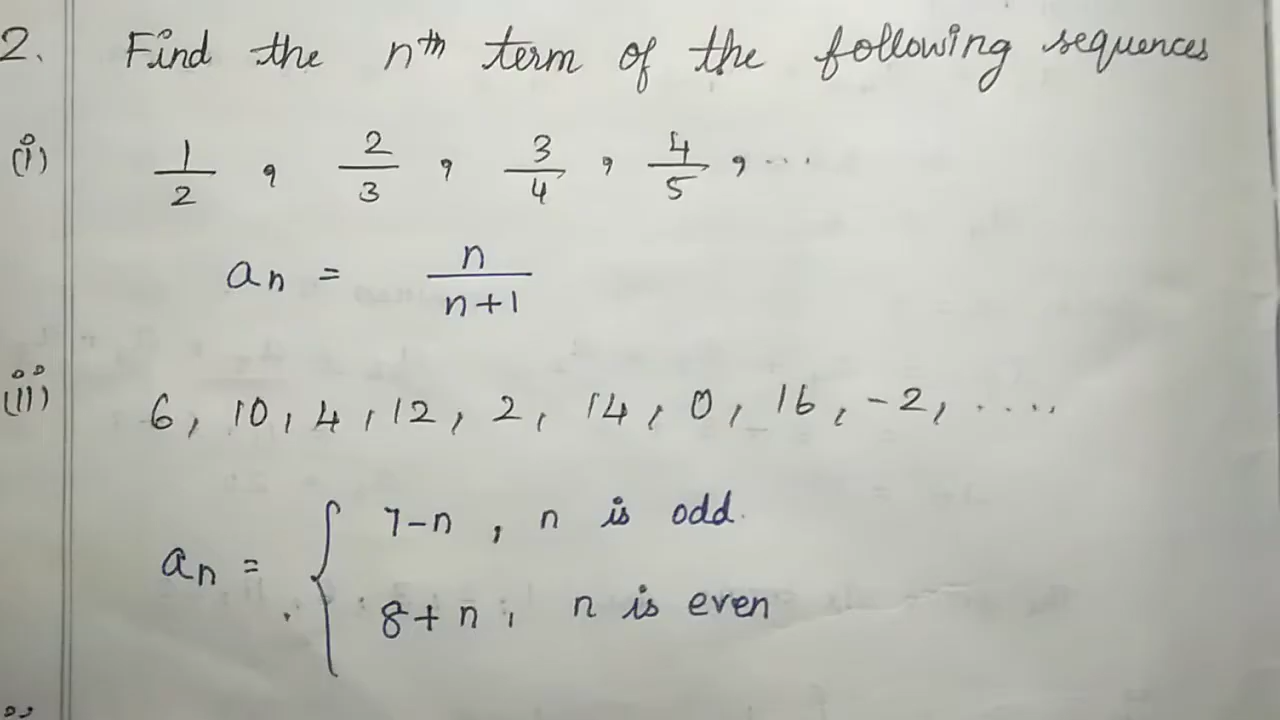 2. Find the nth term of the following sequences
(i) 1/2 , 2/3 , 3/4 , 4/5 , ...
an = n/n+1
(ii) 6, 10, 4, 12, 2, 14, 0, 16, -2, ....
an = { 7-n , n is odd.
8+n, n is even